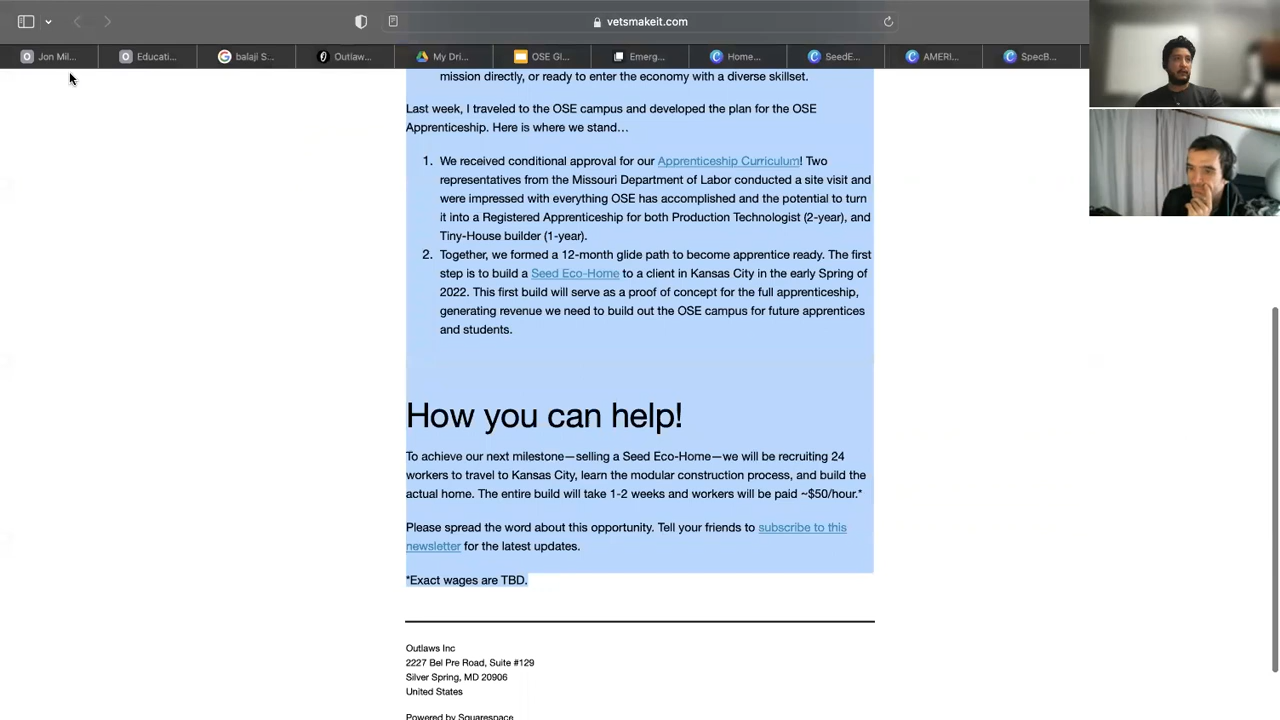 vetsmakeit.com
Jon Mil...
Educati...
balaji S...
Outlaw...
My Dri...
OSE Gl...
Emerg...
Home...
SeedE...
AMERI...
SpecB...
mission directly, or ready to enter the economy with a diverse skillset.
Last week, I traveled to the OSE campus and developed the plan for the OSE
Apprenticeship. Here is where we stand…
1. We received conditional approval for our Apprenticeship Curriculum! Two
representatives from the Missouri Department of Labor conducted a site visit and
were impressed with everything OSE has accomplished and the potential to turn
it into a Registered Apprenticeship for both Production Technologist (2-year), and
Tiny-House builder (1-year).
2. Together, we formed a 12-month glide path to become apprentice ready. The first
step is to build a Seed Eco-Home to a client in Kansas City in the early Spring of
2022. This first build will serve as a proof of concept for the full apprenticeship,
generating revenue we need to build out the OSE campus for future apprentices
and students.
How you can help!
To achieve our next milestone—selling a Seed Eco-Home—we will be recruiting 24
workers to travel to Kansas City, learn the modular construction process, and build the
actual home. The entire build will take 1-2 weeks and workers will be paid ~$50/hour.*
Please spread the word about this opportunity. Tell your friends to subscribe to this
newsletter for the latest updates.
*Exact wages are TBD.
Outlaws Inc
2227 Bel Pre Road, Suite #129
Silver Spring, MD 20906
United States
Powered by Squarespace